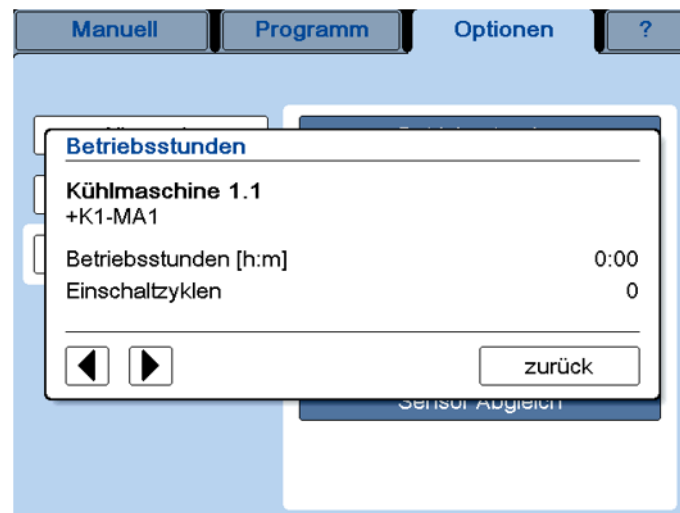 Manuell Programm Optionen ?
Betriebsstunden
Kühlmaschine 1.1
+K1-MA1
Betriebsstunden [h:m] 0:00
Einschaltzyklen 0
zurück
Sensor Abgleich